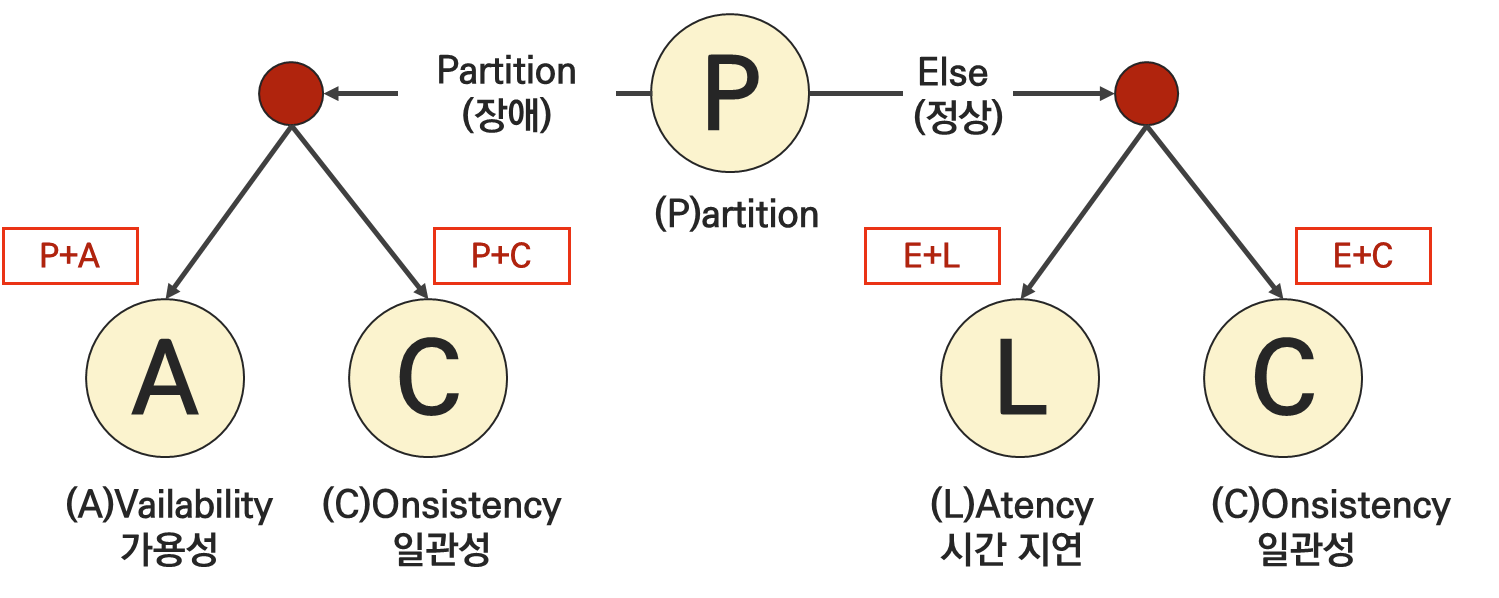 Partition
(장애)
P
Else
(정상)
(P)artition
P+A
P+C
E+L
E+C
A
C
L
C
(A)Vailability
가용성
(C)Onsistency
일관성
(L)Atency
시간 지연
(C)Onsistency
일관성